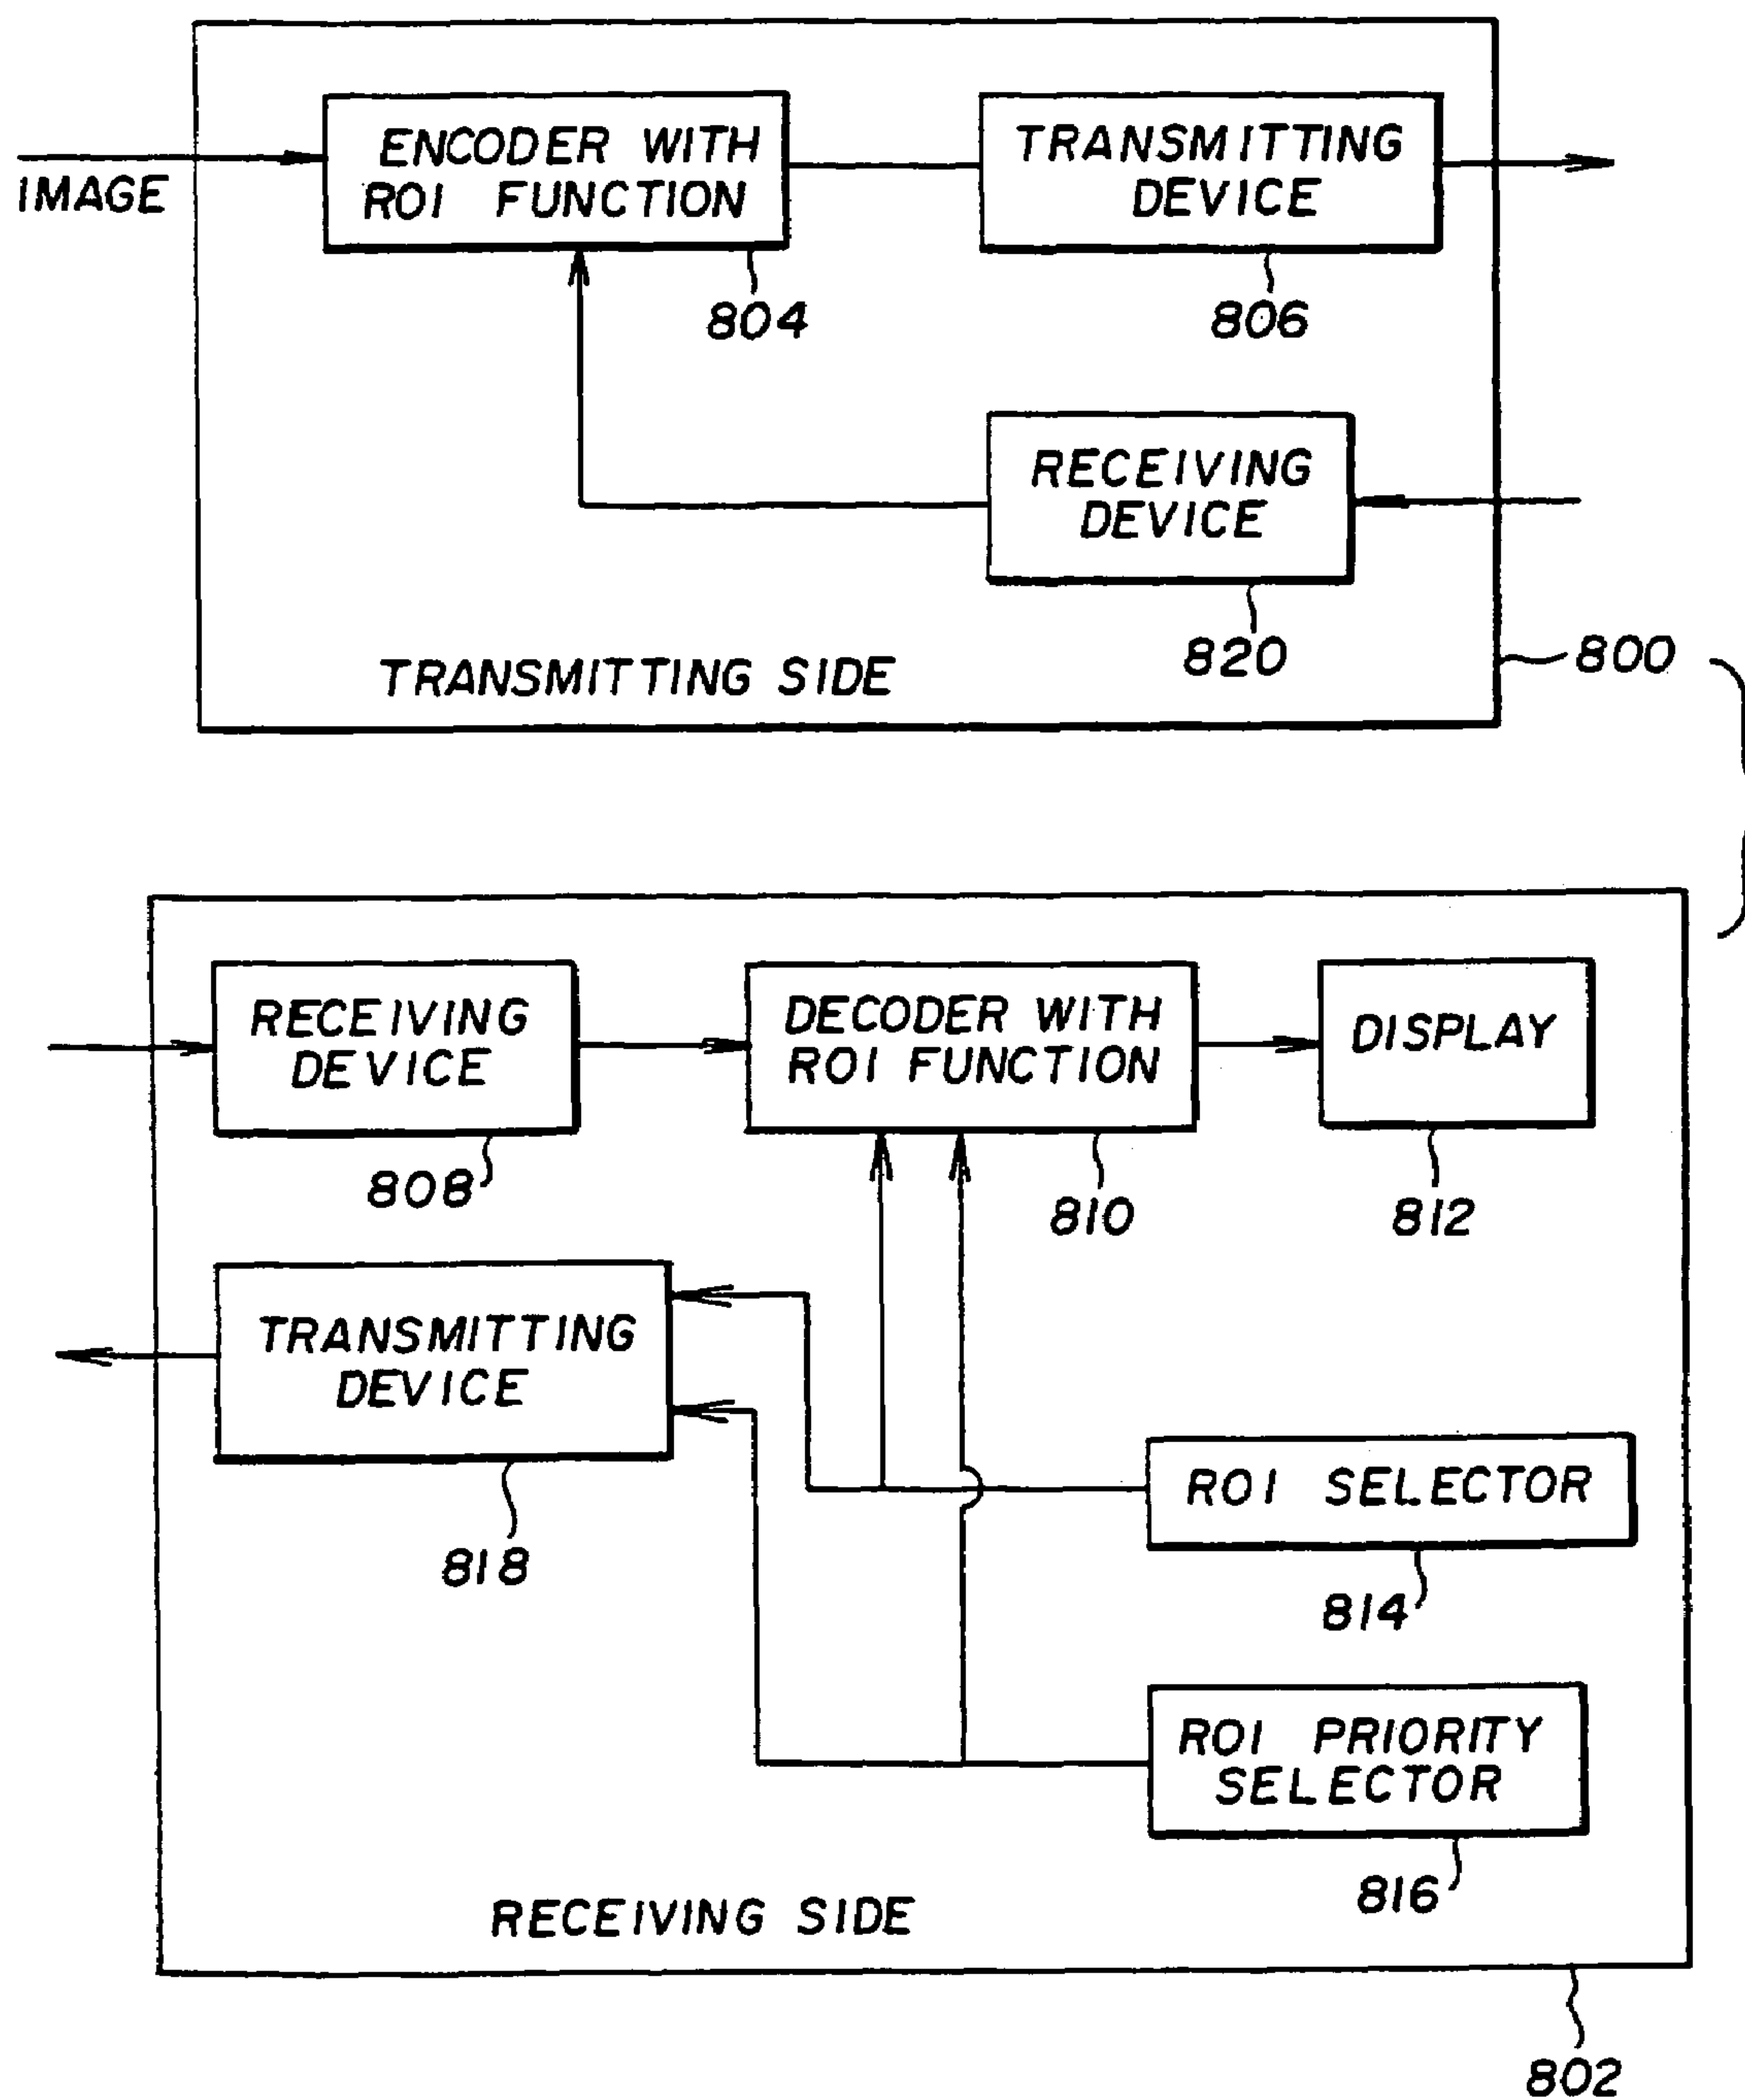 ENCODER WITH
ROI FUNCTION
TRANSMITTING
DEVICE
IMAGE
804
806
RECEIVING
DEVICE
820
TRANSMITTING SIDE
800
RECEIVING
DEVICE
DECODER WITH
ROI FUNCTION
DISPLAY
808
810
812
TRANSMITTING
DEVICE
818
ROI SELECTOR
814
ROI PRIORITY
SELECTOR
816
RECEIVING SIDE
802